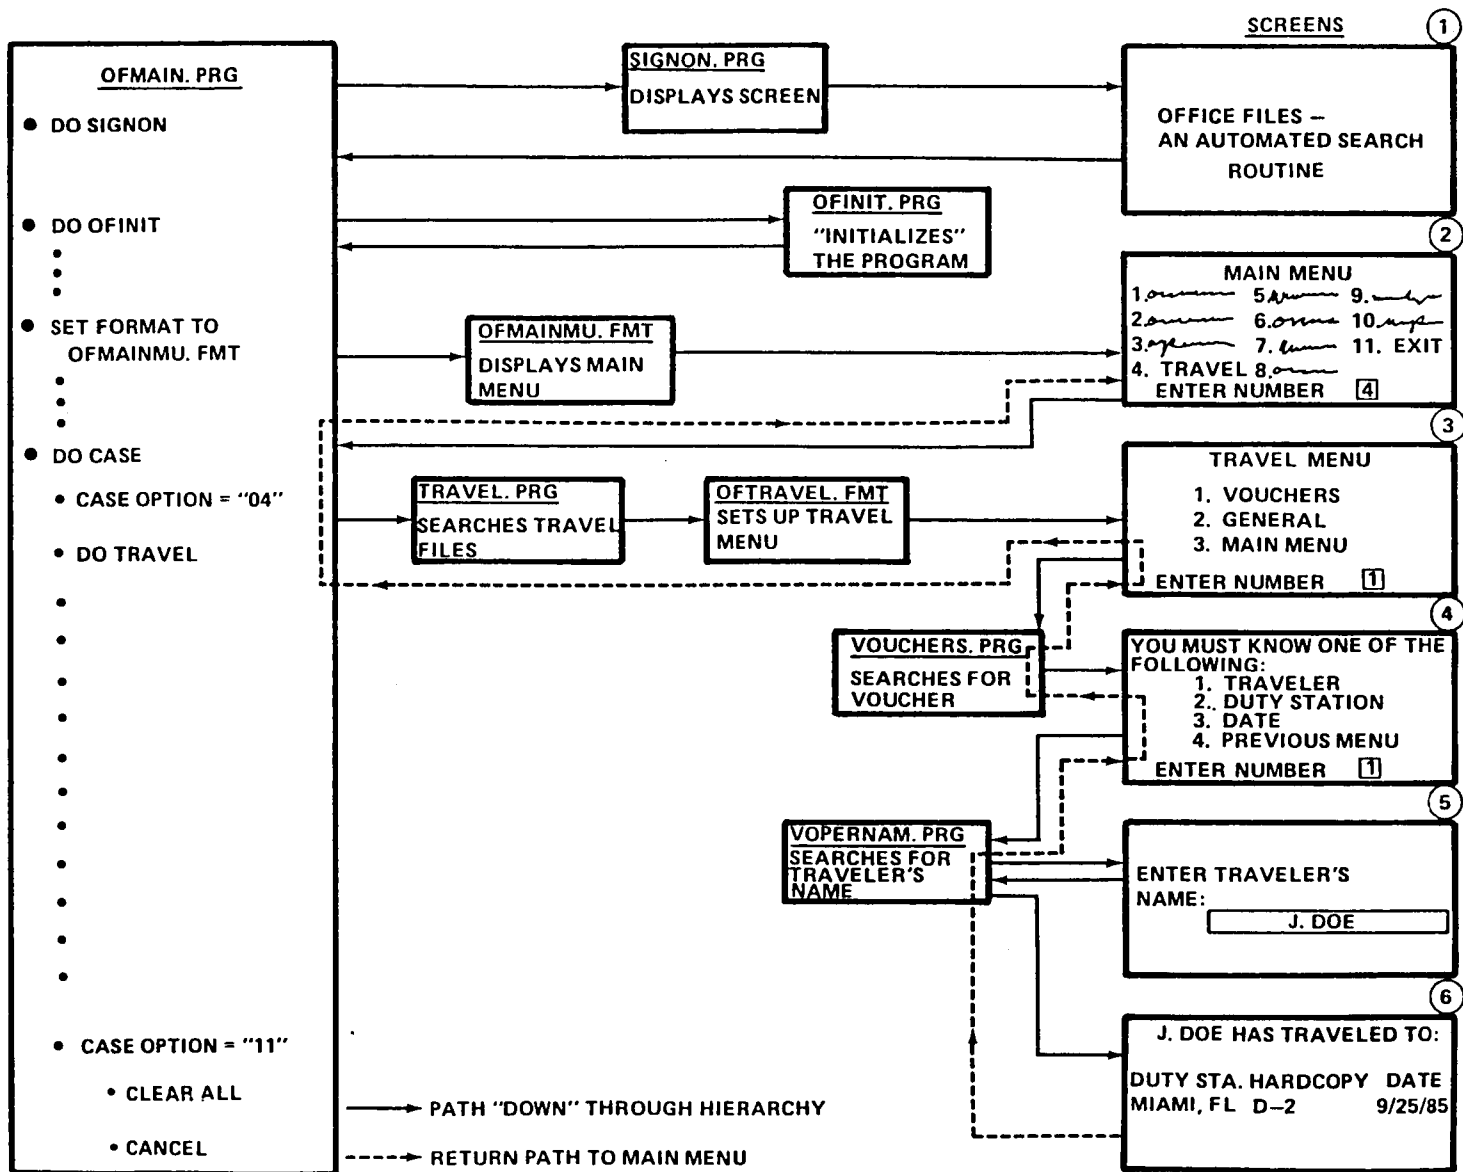 OFMAIN. PRG
● DO SIGNON
● DO OFINIT
● SET FORMAT TO
OFMAINMU. FMT
● DO CASE
• CASE OPTION = "04"
• DO TRAVEL
• CASE OPTION = "11"
• CLEAR ALL
• CANCEL
SIGNON. PRG
DISPLAYS SCREEN
OFINIT. PRG
"INITIALIZES"
THE PROGRAM
OFMAINMU. FMT
DISPLAYS MAIN
MENU
TRAVEL. PRG
SEARCHES TRAVEL
FILES
OFTRAVEL. FMT
SETS UP TRAVEL
MENU
VOUCHERS. PRG
SEARCHES FOR
VOUCHER
VOPERNAM. PRG
SEARCHES FOR
TRAVELER'S
NAME
SCREENS
1
OFFICE FILES –
AN AUTOMATED SEARCH
ROUTINE
2
MAIN MENU
1. 5. 9.
2. 6. 10.
3. 7. 11. EXIT
4. TRAVEL 8.
ENTER NUMBER 4
3
TRAVEL MENU
1. VOUCHERS
2. GENERAL
3. MAIN MENU
ENTER NUMBER 1
4
YOU MUST KNOW ONE OF THE
FOLLOWING:
1. TRAVELER
2. DUTY STATION
3. DATE
4. PREVIOUS MENU
ENTER NUMBER 1
5
ENTER TRAVELER'S
NAME:
J. DOE
6
J. DOE HAS TRAVELED TO:
DUTY STA. HARDCOPY DATE
MIAMI, FL D–2 9/25/85
PATH "DOWN" THROUGH HIERARCHY
RETURN PATH TO MAIN MENU